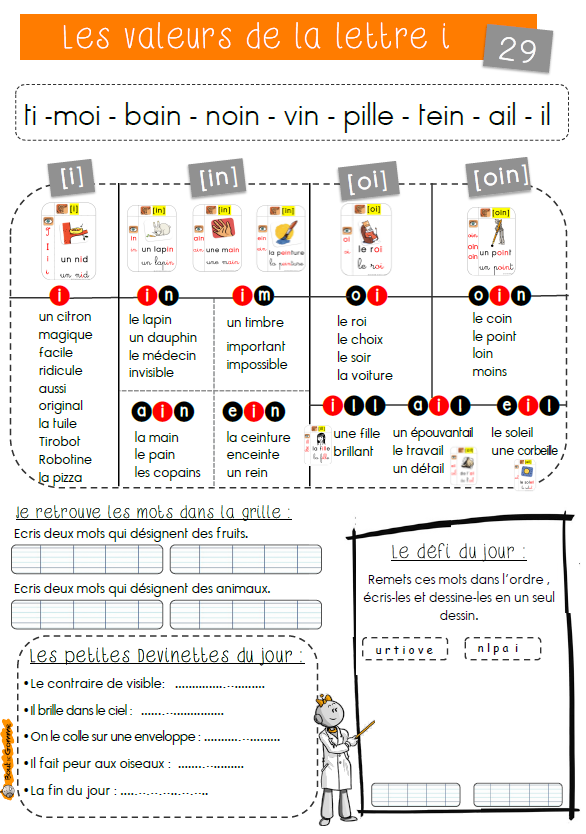 Les valeurs de la lettre i
29
ti -moi - bain - noin - vin - pille - tein - ail - il
[i]
[in]
[oi]
[oin]
[i]
un nid
un nid
[in]
in
in
un lapin
un lapin
[in]
ain
ain
une main
une main
[in]
ein
ein
la peinture
la peinture
[oi]
oi
oi
le roi
le roi
[oin]
oin
oin
un point
un point
i
i n
i m
o i
o i n
un citron
magique
facile
ridicule
aussi
original
la tuile
Tirobot
Robotine
la pizza
le lapin
un dauphin
le médecin
invisible
un timbre
important
impossible
le roi
le choix
le soir
la voiture
le coin
le point
loin
moins
a i n
e i n
i l l
a i l
e i l
la main
le pain
les copains
la ceinture
enceinte
un rein
la fille
la fille
une fille
brillant
un épouvantail
le travail
un détail
le soleil
une corbeille
Je retrouve les mots dans la grille :
Ecris deux mots qui désignent des fruits.
Ecris deux mots qui désignent des animaux.
Les petites Devinettes du jour :
•Le contraire de visible: ..............--.........
•Il brille dans le ciel : ......--...............
•On le colle sur une enveloppe :...........--..........
•Il fait peur aux oiseaux : ........--............
•La fin du jour : ....--....--..--...--..
Le défi du jour :
Remets ces mots dans l'ordre ,
écris-les et dessine-les en un seul
dessin.
u r t i o v e
n l p a i
Bout de Gomme